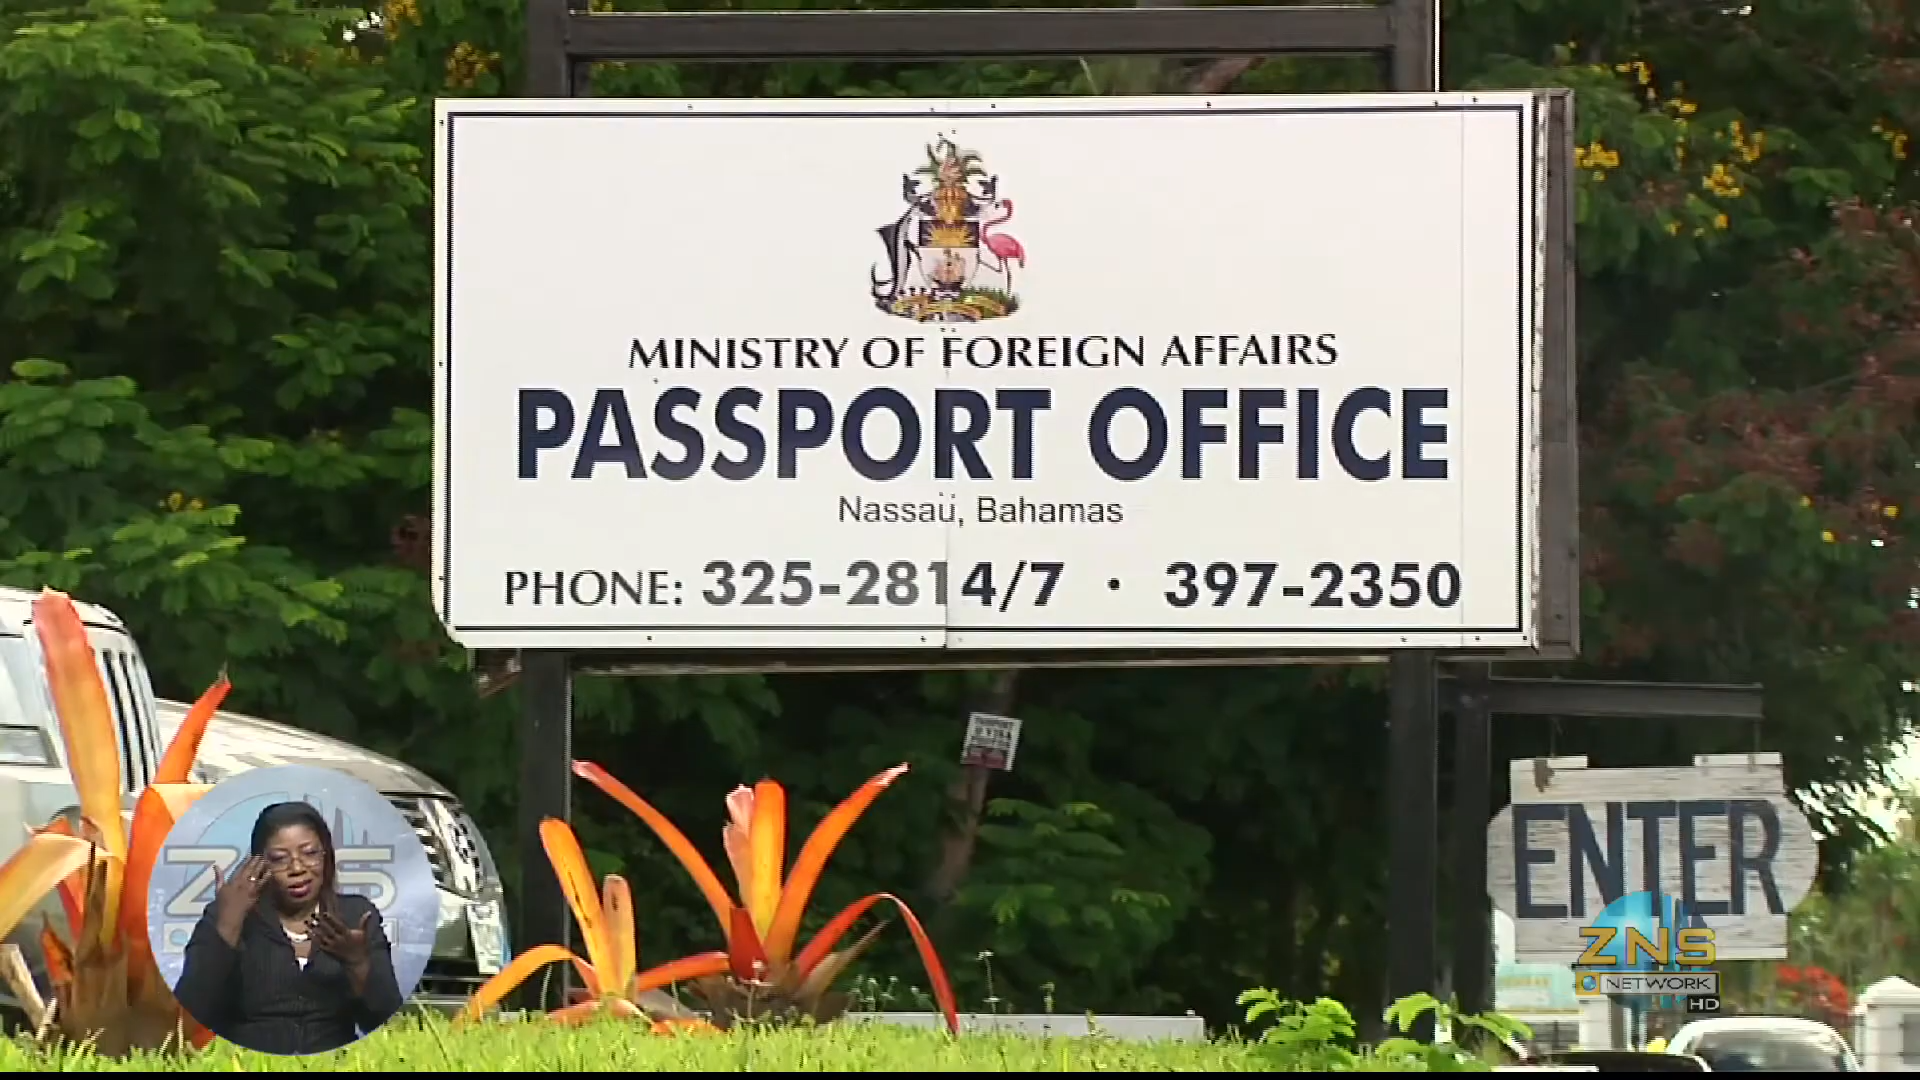 MINISTRY OF FOREIGN AFFAIRS
PASSPORT OFFICE
Nassau, Bahamas
PHONE: 325-2814/7 • 397-2350
ENTER
ZNS
NETWORK
HD